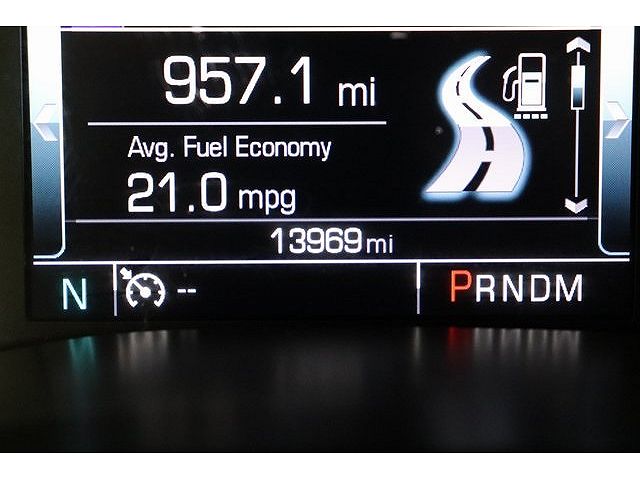 957.1 mi
Avg. Fuel Economy
21.0 mpg
13969 mi
N -- PRNDM